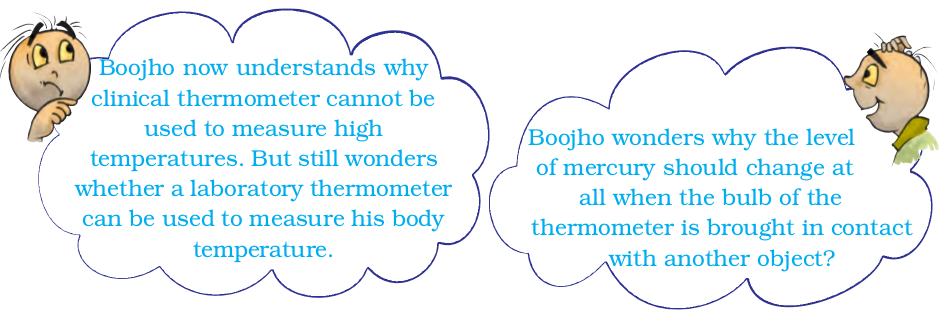 Boojho now understands why
clinical thermometer cannot be
used to measure high
temperatures. But still wonders
whether a laboratory thermometer
can be used to measure his body
temperature.
Boojho wonders why the level
of mercury should change at
all when the bulb of the
thermometer is brought in contact
with another object?